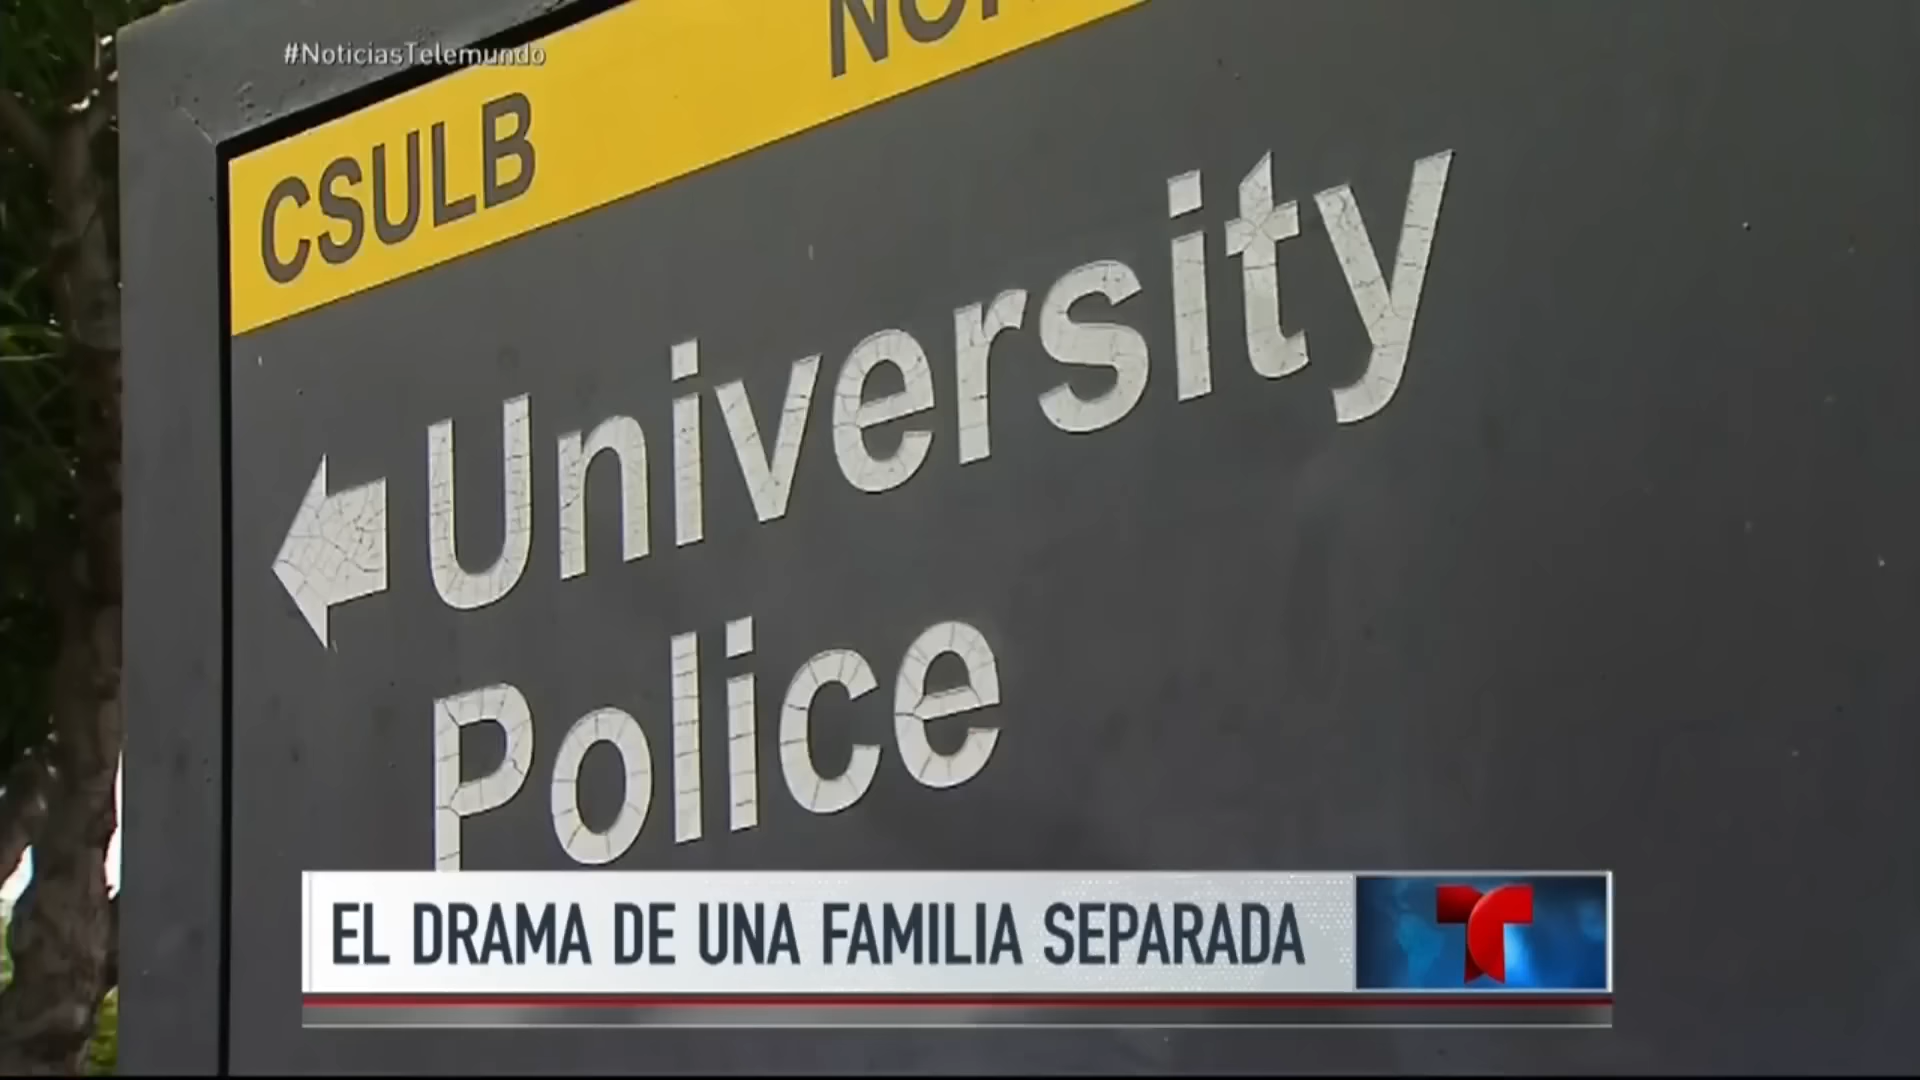 #NoticiasTelemundo
CSULB
University
Police
EL DRAMA DE UNA FAMILIA SEPARADA